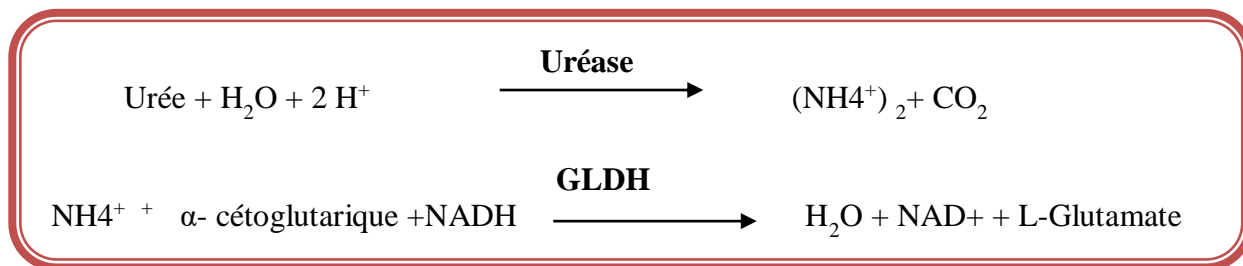 Uréase
Urée + H₂O + 2 H⁺ (NH4⁺) ₂+ CO₂
GLDH
NH4⁺ ⁺ α- cétoglutarique +NADH H₂O + NAD+ + L-Glutamate